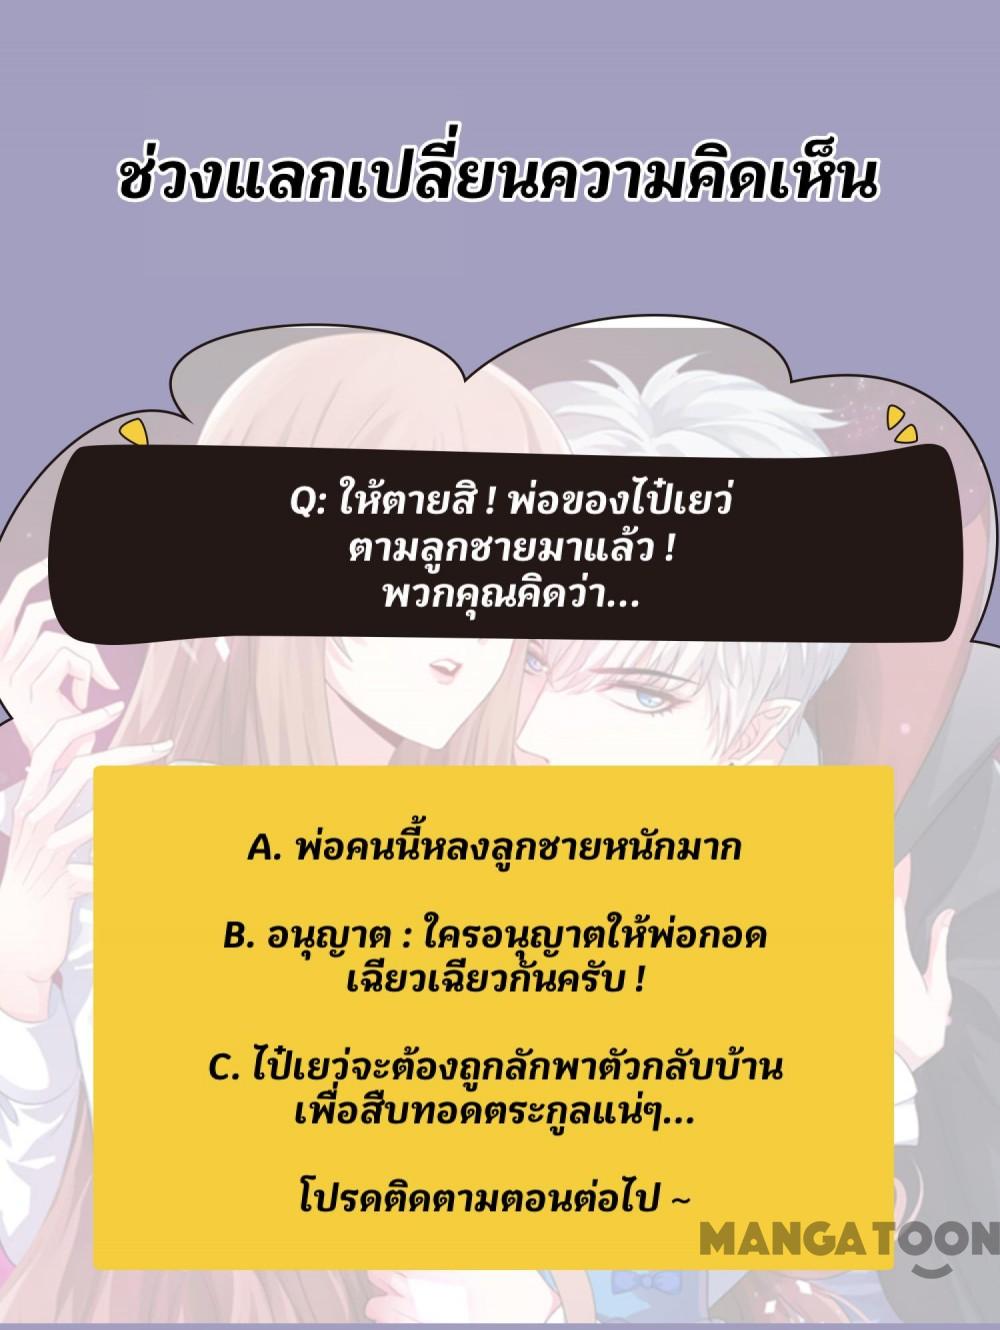 ช่วงแลกเปลี่ยนความคิดเห็น
Q: ให้ตายสิ ! พ่อของไป๋เยว่
ตามลูกชายมาแล้ว !
พวกคุณคิดว่า...
A. พ่อคนนี้หลงลูกชายหนักมาก
B. อนุญาต : ใครอนุญาตให้พ่อกอด
เฉียวเฉียวกันครับ !
C. ไป๋เยว่จะต้องถูกลักพาตัวกลับบ้าน
เพื่อสืบทอดตระกูลแน่ๆ...
โปรดติดตามตอนต่อไป ~
MANGATOON